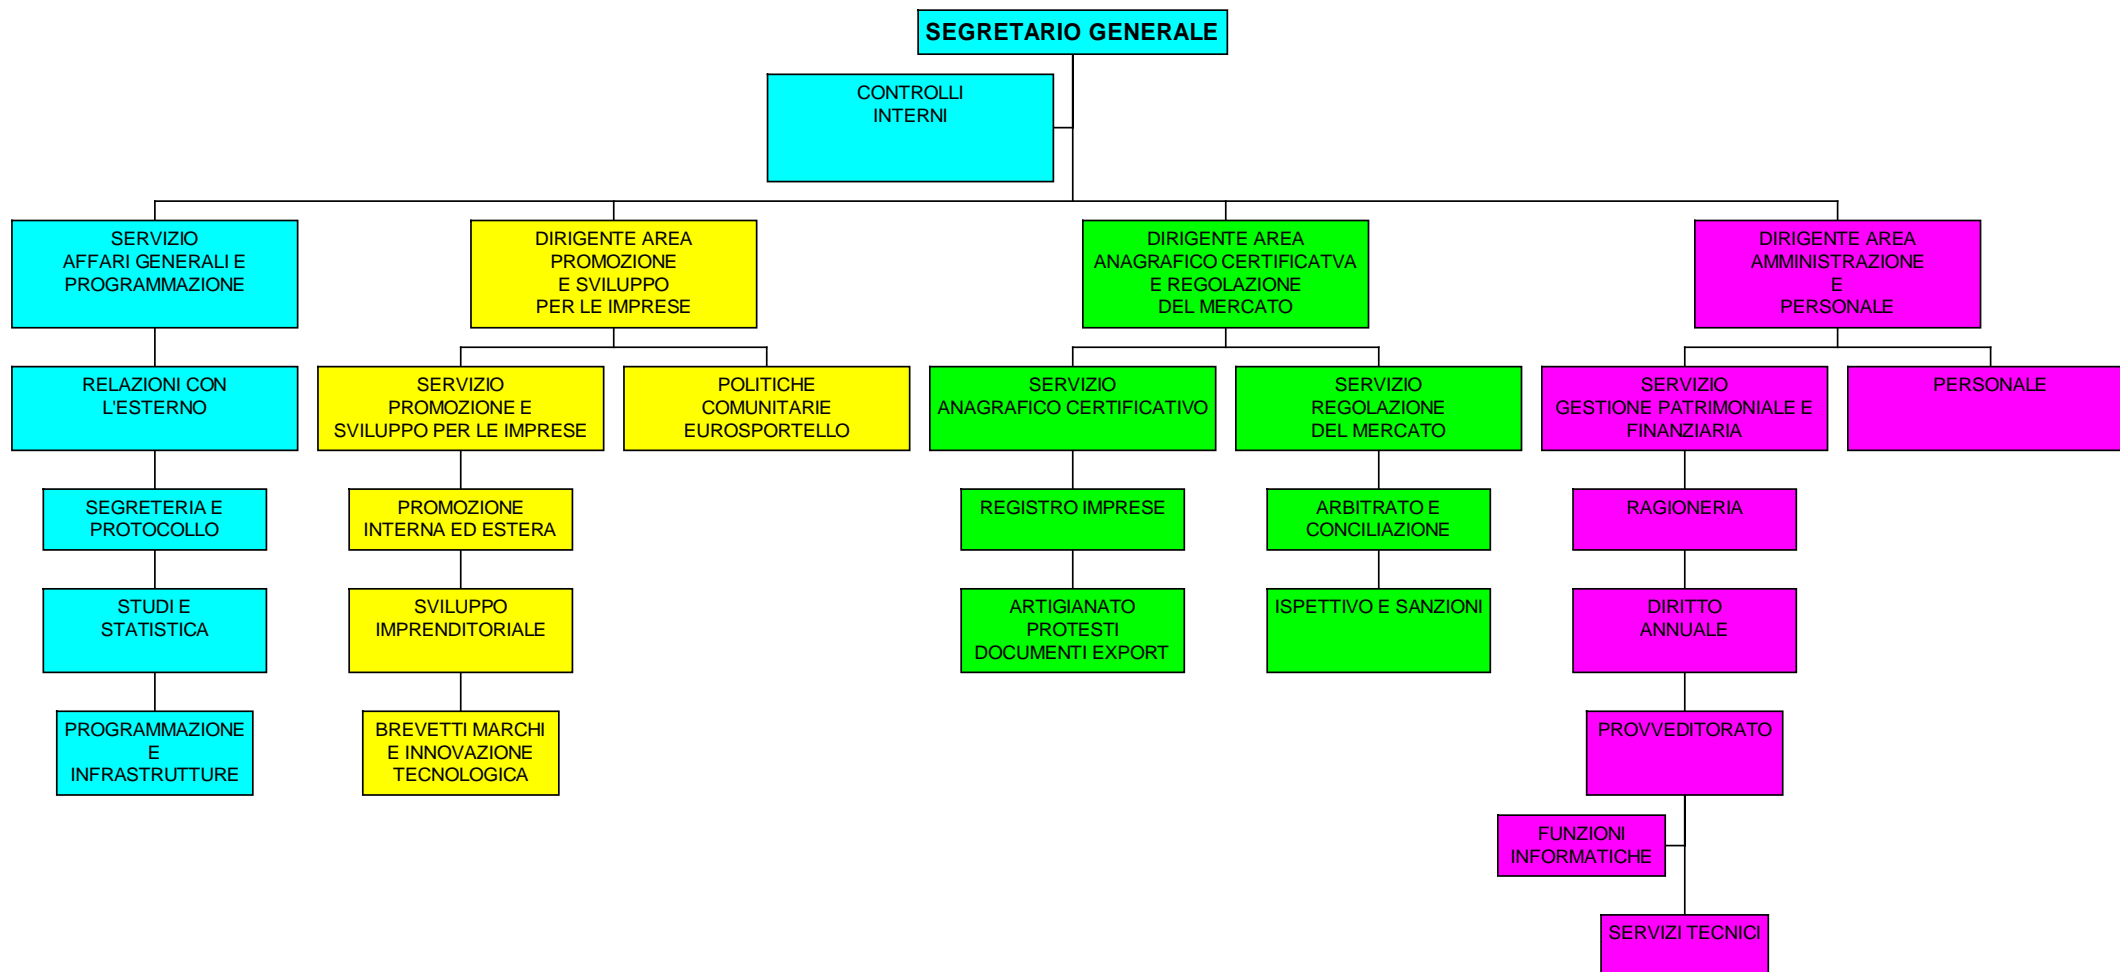 SEGRETARIO GENERALE
CONTROLLI
INTERNI
SERVIZIO
AFFARI GENERALI E
PROGRAMMAZIONE
DIRIGENTE AREA
PROMOZIONE
E SVILUPPO
PER LE IMPRESE
DIRIGENTE AREA
ANAGRAFICO CERTIFICATVA
E REGOLAZIONE
DEL MERCATO
DIRIGENTE AREA
AMMINISTRAZIONE
E
PERSONALE
RELAZIONI CON
L'ESTERNO
SERVIZIO
PROMOZIONE E
SVILUPPO PER LE IMPRESE
POLITICHE
COMUNITARIE
EUROSPORTELLO
SERVIZIO
ANAGRAFICO CERTIFICATIVO
SERVIZIO
REGOLAZIONE
DEL MERCATO
SERVIZIO
GESTIONE PATRIMONIALE E
FINANZIARIA
PERSONALE
SEGRETERIA E
PROTOCOLLO
PROMOZIONE
INTERNA ED ESTERA
REGISTRO IMPRESE
ARBITRATO E
CONCILIAZIONE
RAGIONERIA
STUDI E
STATISTICA
SVILUPPO
IMPRENDITORIALE
ARTIGIANATO
PROTESTI
DOCUMENTI EXPORT
ISPETTIVO E SANZIONI
DIRITTO
ANNUALE
PROGRAMMAZIONE
E
INFRASTRUTTURE
BREVETTI MARCHI
E INNOVAZIONE
TECNOLOGICA
PROVVEDITORATO
FUNZIONI
INFORMATICHE
SERVIZI TECNICI